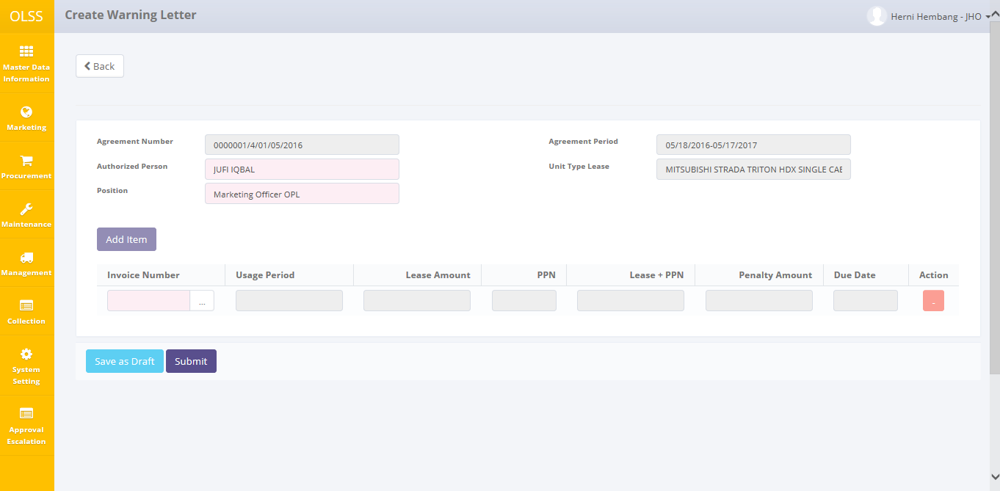 OLSS
Create Warning Letter
Herni Hembang - JHO
Master Data
Information
Marketing
Procurement
Maintenance
Management
Collection
System
Setting
Approval
Escalation
Back
Agreement Number
0000001/4/01/05/2016
Agreement Period
05/18/2016-05/17/2017
Authorized Person
JUFI IQBAL
Unit Type Lease
MITSUBISHI STRADA TRITON HDX SINGLE CAE
Position
Marketing Officer OPL
Add Item
Invoice Number Usage Period Lease Amount PPN Lease + PPN Penalty Amount Due Date Action
... -
Save as Draft Submit